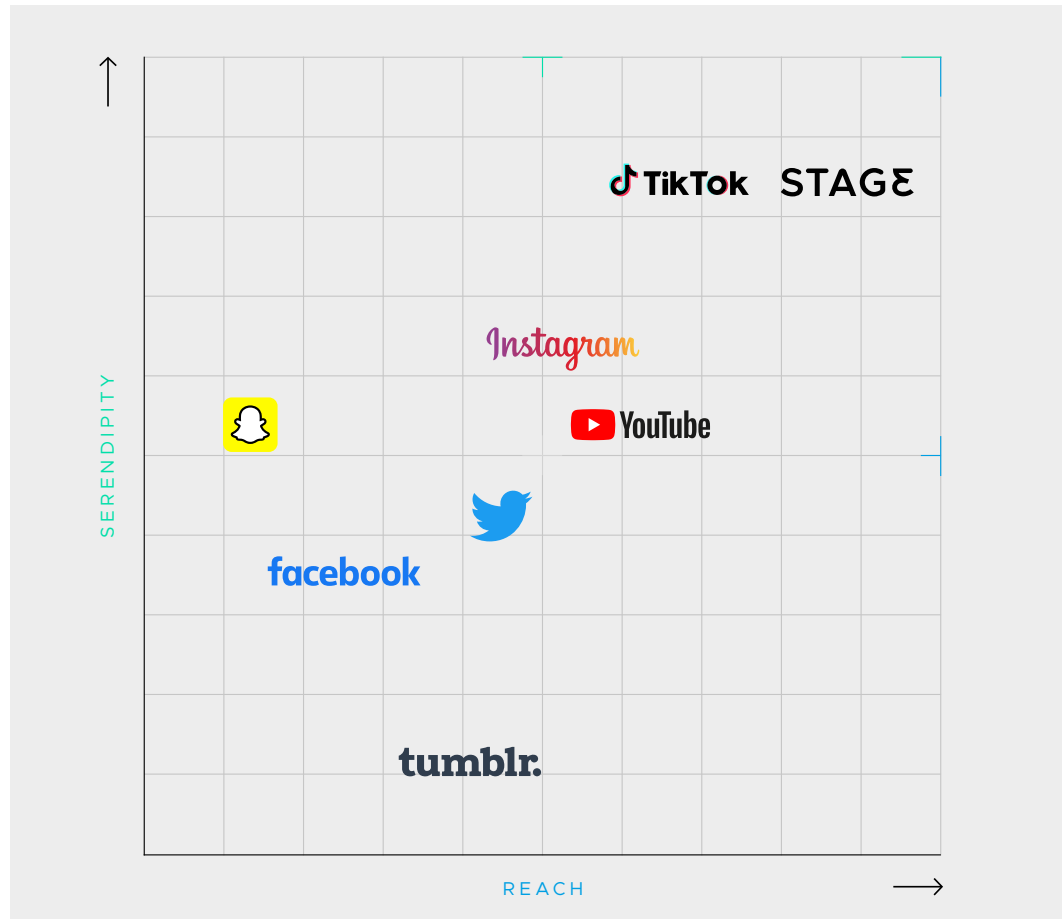 TikTok STAGE
Instagram
SERENDIPITY
YouTube
facebook
tumblr.
REACH